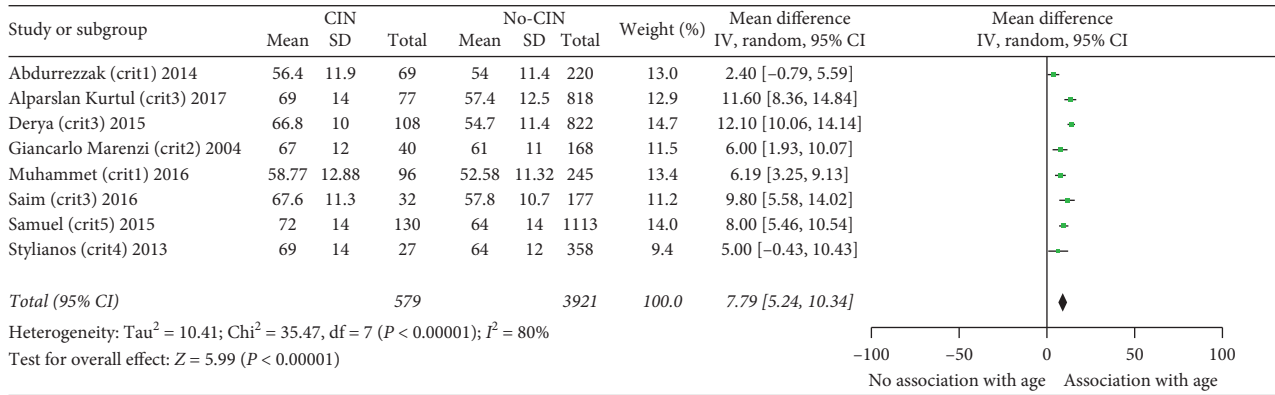 Study or subgroup CIN No-CIN Weight (%) Mean difference Mean difference
Mean SD Total Mean SD Total IV, random, 95% CI IV, random, 95% CI
Abdurrezzak (crit1) 2014 56.4 11.9 69 54 11.4 220 13.0 2.40 [–0.79, 5.59]
Alparslan Kurtul (crit3) 2017 69 14 77 57.4 12.5 818 12.9 11.60 [8.36, 14.84]
Derya (crit3) 2015 66.8 10 108 54.7 11.4 822 14.7 12.10 [10.06, 14.14]
Giancarlo Marenzi (crit2) 2004 67 12 40 61 11 168 11.5 6.00 [1.93, 10.07]
Muhammet (crit1) 2016 58.77 12.88 96 52.58 11.32 245 13.4 6.19 [3.25, 9.13]
Saim (crit3) 2016 67.6 11.3 32 57.8 10.7 177 11.2 9.80 [5.58, 14.02]
Samuel (crit5) 2015 72 14 130 64 14 1113 14.0 8.00 [5.46, 10.54]
Stylianos (crit4) 2013 69 14 27 64 12 358 9.4 5.00 [–0.43, 10.43]
Total (95% CI) 579 3921 100.0 7.79 [5.24, 10.34]
Heterogeneity: Tau² = 10.41; Chi² = 35.47, df = 7 (P < 0.00001); I² = 80%
Test for overall effect: Z = 5.99 (P < 0.00001)
–100 –50 0 50 100
No association with age Association with age